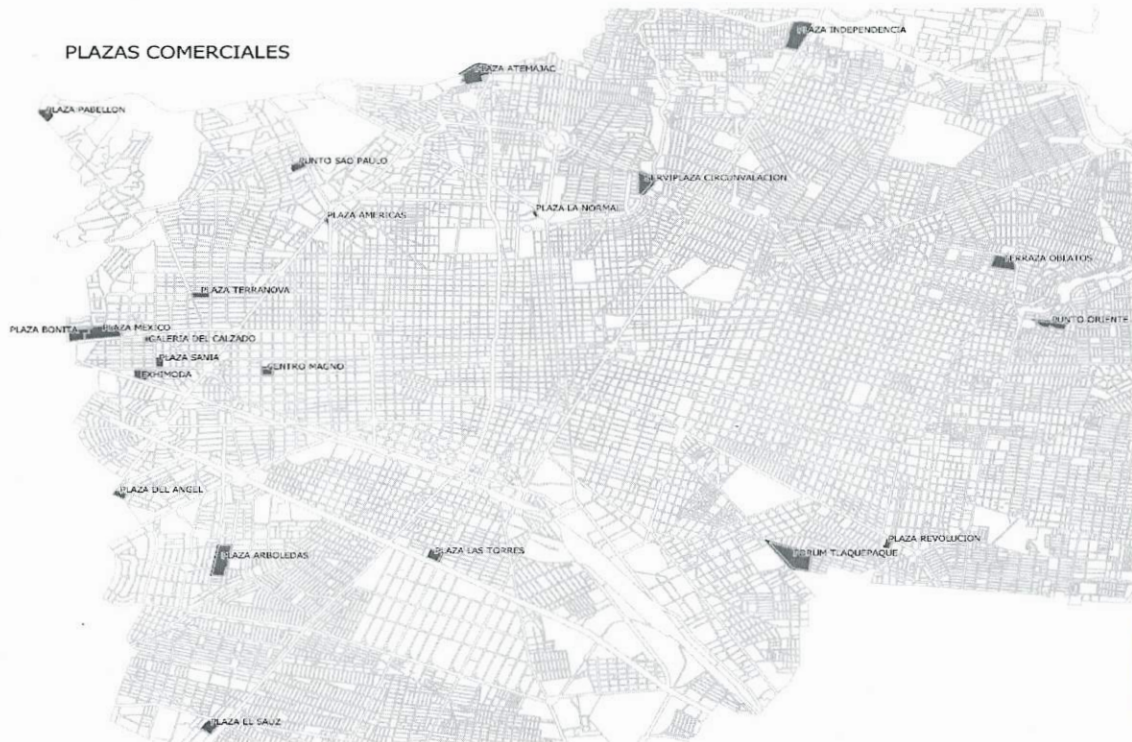 PLAZAS COMERCIALES
PLAZA INDEPENDENCIA
PLAZA ATEMAJAC
PLAZA PABELLON
PUNTO SAO PAULO
SERVIPLAZA CIRCUNVALACION
PLAZA LA NORMAL
PLAZA AMERICAS
TERRAZA OBLATOS
PLAZA TERRANOVA
PUNTO ORIENTE
PLAZA BONITA
PLAZA MEXICO
GALERIA DEL CALZADO
PLAZA SANIA
CENTRO MAGNO
EXHIMODA
PLAZA DEL ANGEL
PLAZA REVOLUCION
PLAZA ARBOLEDAS
PLAZA LAS TORRES
FORUM TLAQUEPAQUE
PLAZA EL SAUZ